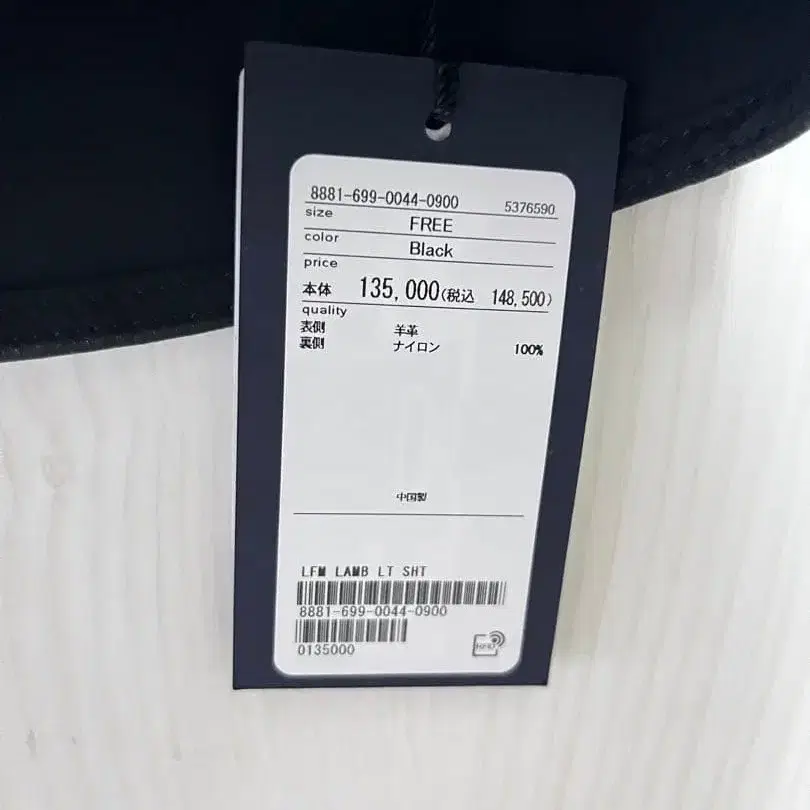 8881-699-0044-0900 5376590
size FREE
color Black
price
本体 135,000(税込 148,500)
quality
表側 羊革
裏側 ナイロン 100%
中国製
LFM LAMB LT SHT
8881-699-0044-0900
0135000
RFID